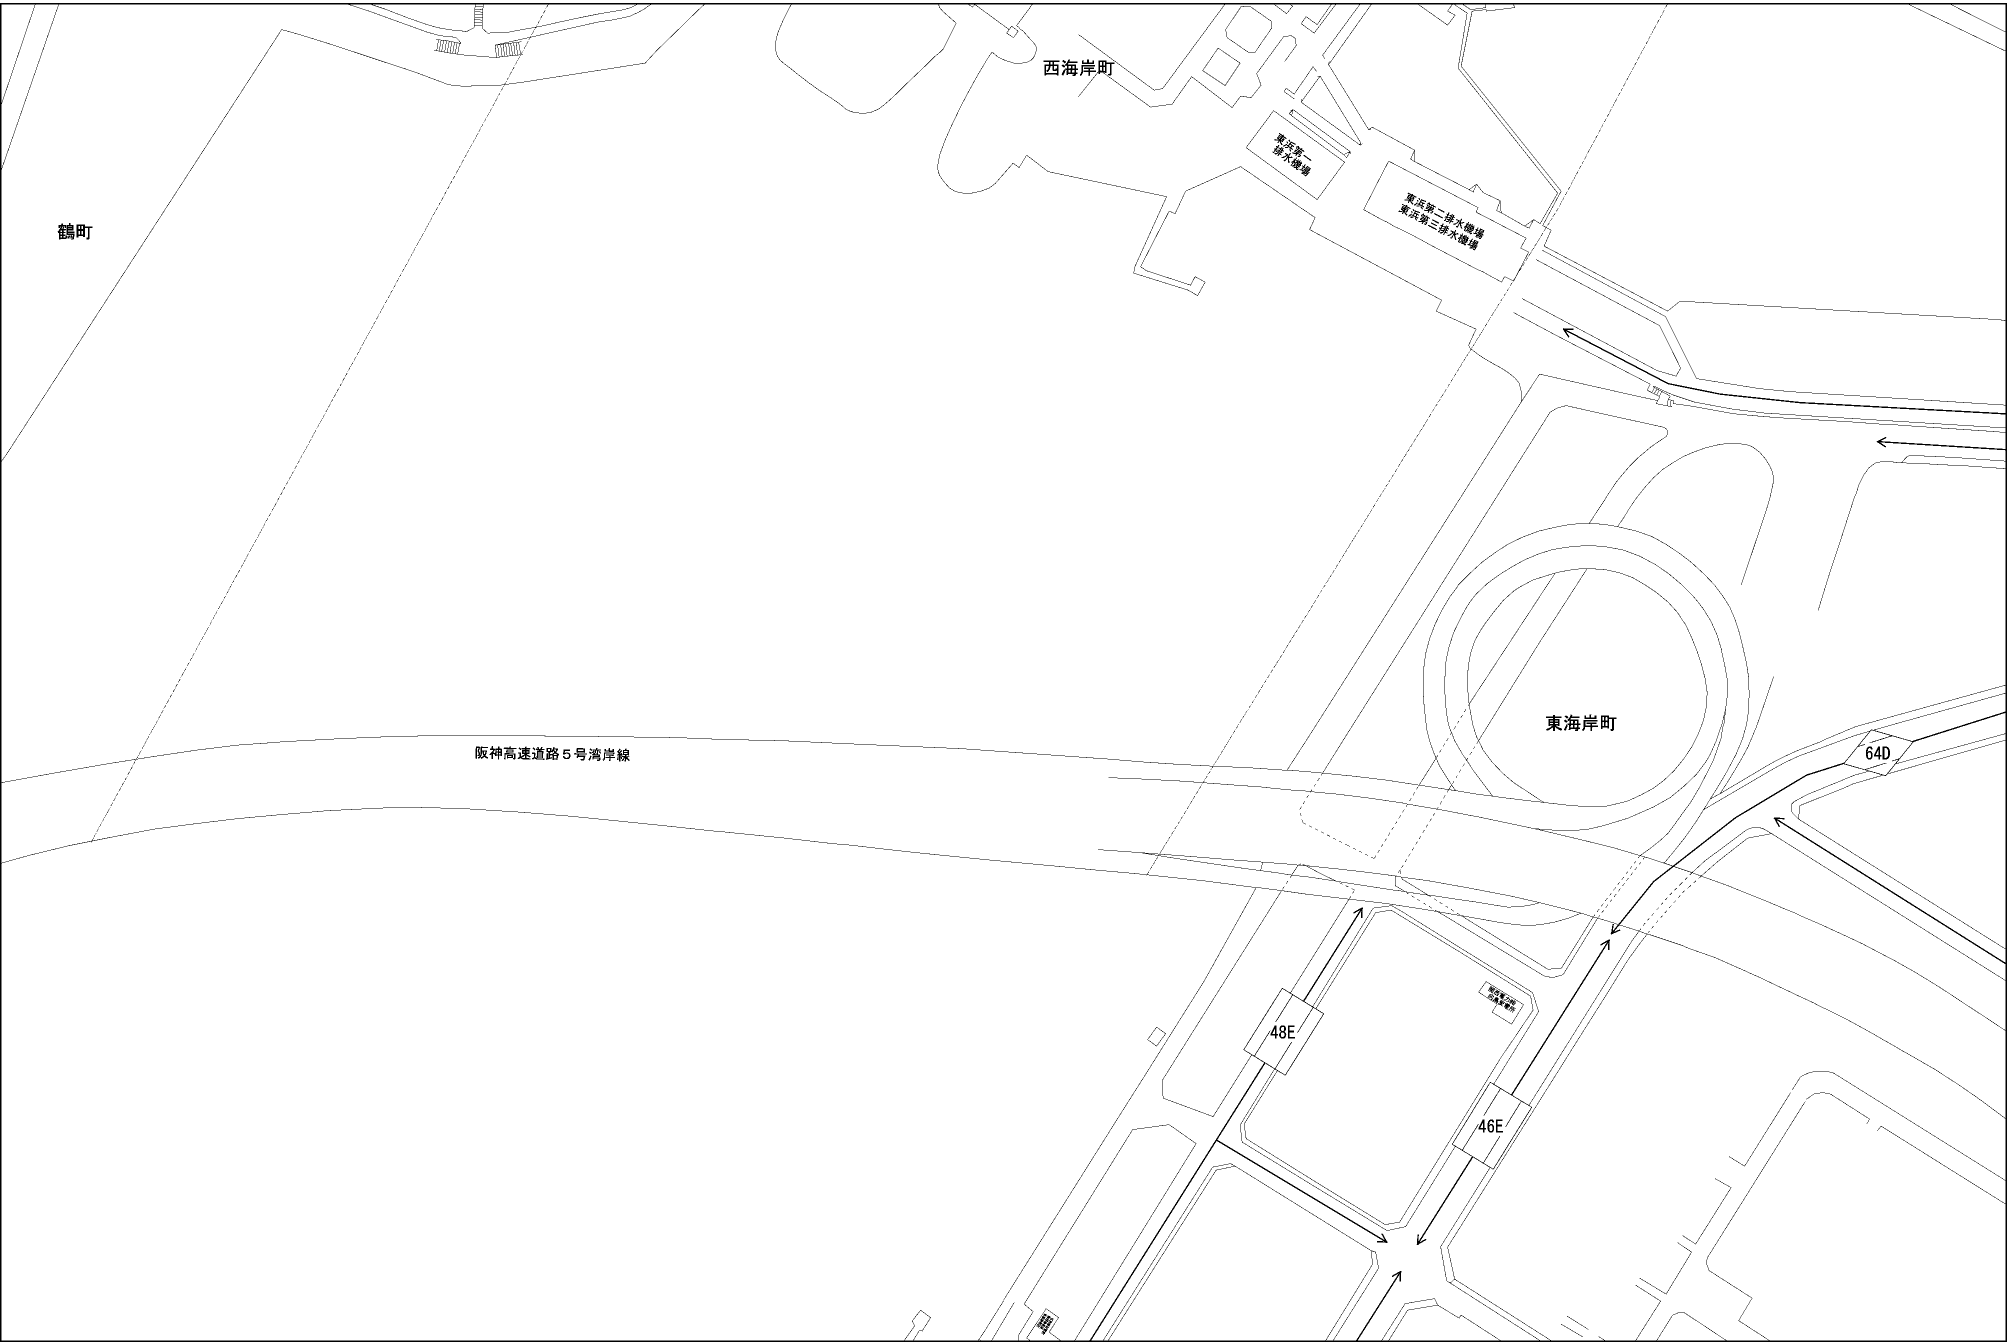 西海岸町
東浜第一
排水機場
東浜第二排水機場
東浜第三排水機場
鶴町
東海岸町
阪神高速道路５号湾岸線
64D
48E
46E